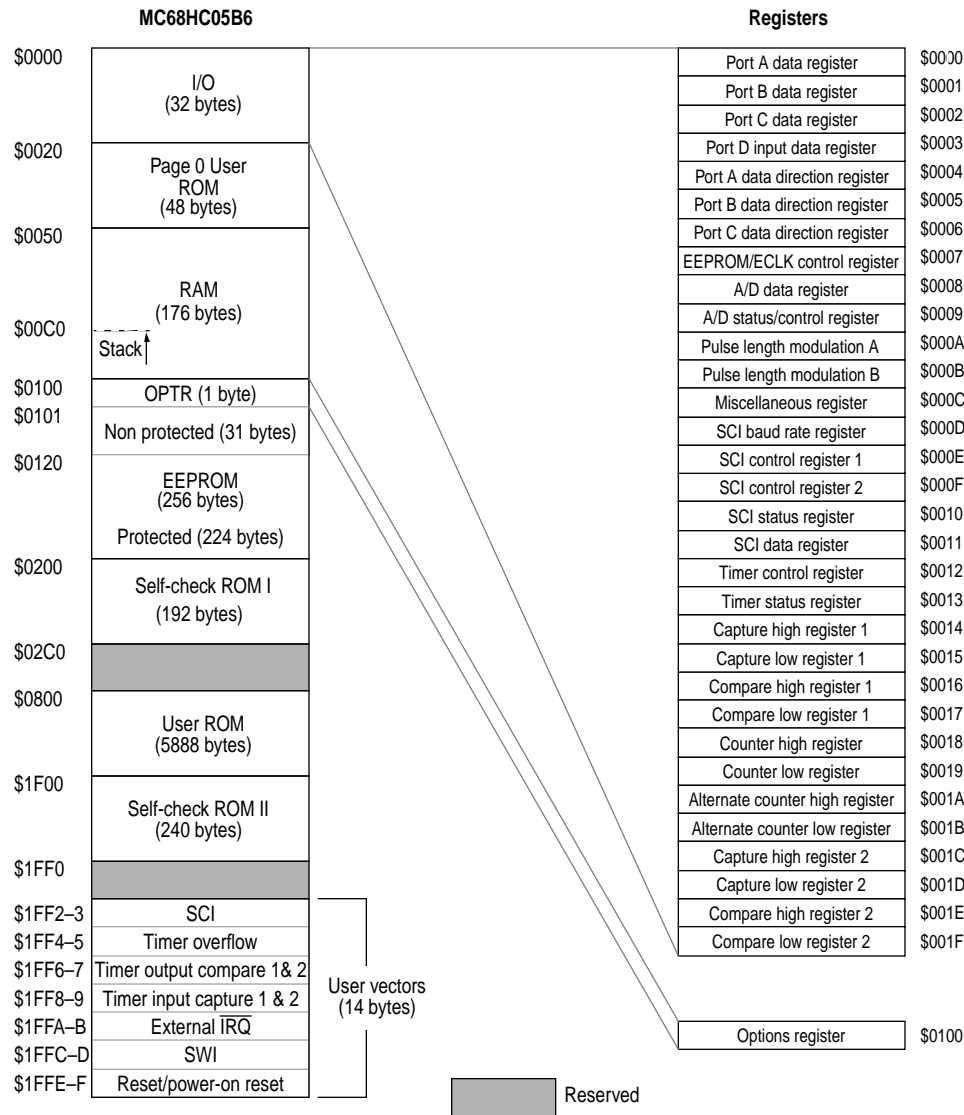 MC68HC05B6
$0000
I/O
(32 bytes)
$0020
Page 0 User
ROM
(48 bytes)
$0050
RAM
(176 bytes)
$00C0
Stack
$0100
OPTR (1 byte)
$0101
Non protected (31 bytes)
$0120
EEPROM
(256 bytes)
Protected (224 bytes)
$0200
Self-check ROM I
(192 bytes)
$02C0
$0800
User ROM
(5888 bytes)
$1F00
Self-check ROM II
(240 bytes)
$1FF0
$1FF2–3 SCI
$1FF4–5 Timer overflow
$1FF6–7 Timer output compare 1& 2
$1FF8–9 Timer input capture 1 & 2
$1FFA–B External IRQ
$1FFC–D SWI
$1FFE–F Reset/power-on reset
User vectors
(14 bytes)
Reserved
Registers
Port A data register $0000
Port B data register $0001
Port C data register $0002
Port D input data register $0003
Port A data direction register $0004
Port B data direction register $0005
Port C data direction register $0006
EEPROM/ECLK control register $0007
A/D data register $0008
A/D status/control register $0009
Pulse length modulation A $000A
Pulse length modulation B $000B
Miscellaneous register $000C
SCI baud rate register $000D
SCI control register 1 $000E
SCI control register 2 $000F
SCI status register $0010
SCI data register $0011
Timer control register $0012
Timer status register $0013
Capture high register 1 $0014
Capture low register 1 $0015
Compare high register 1 $0016
Compare low register 1 $0017
Counter high register $0018
Counter low register $0019
Alternate counter high register $001A
Alternate counter low register $001B
Capture high register 2 $001C
Capture low register 2 $001D
Compare high register 2 $001E
Compare low register 2 $001F
Options register $0100